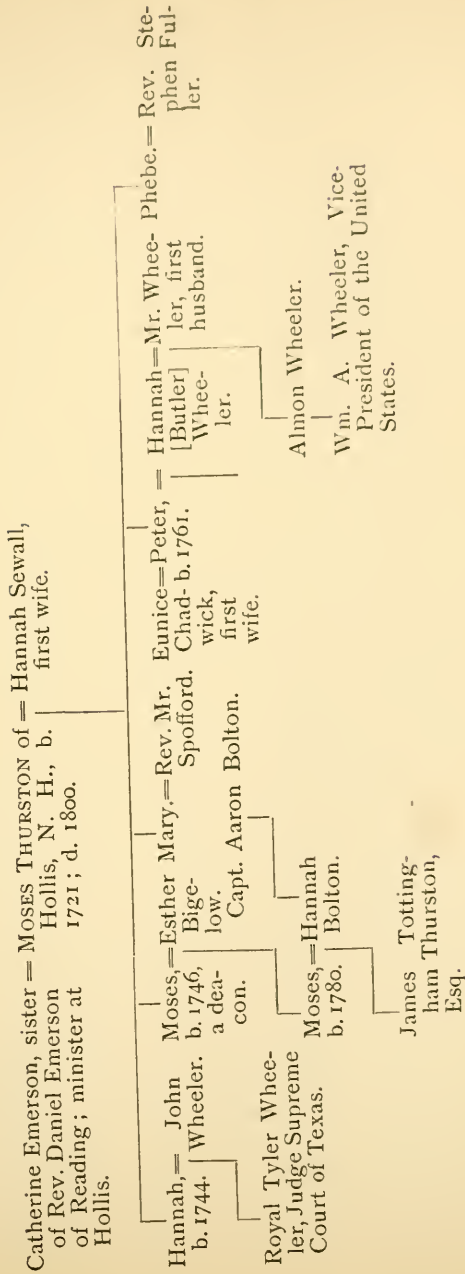 Catherine Emerson, sister = MOSES THURSTON of = Hannah Sewall,
of Rev. Daniel Emerson Hollis, N. H., b. first wife.
of Reading; minister at 1721; d. 1800.
Hollis.
Hannah,= John
b. 1744. Wheeler.
Moses,=Esther
b. 1746, Bige-
a dea- low.
con.
Mary.=Rev. Mr.
Spofford.
Eunice=Peter, =
Chad- b. 1761.
wick,
first
wife.
Hannah=Mr. Whee-
[Butler] ler, first
Whee- husband.
ler.
Phebe.=Rev. Ste-
phen Ful-
ler.
Royal Tyler Whee-
ler, Judge Supreme
Court of Texas.
Capt. Aaron Bolton.
Moses,=Hannah
b. 1780. Bolton.
James Totting-
ham Thurston,
Esq.
Almon Wheeler.
Wm. A. Wheeler, Vice-
President of the United
States.